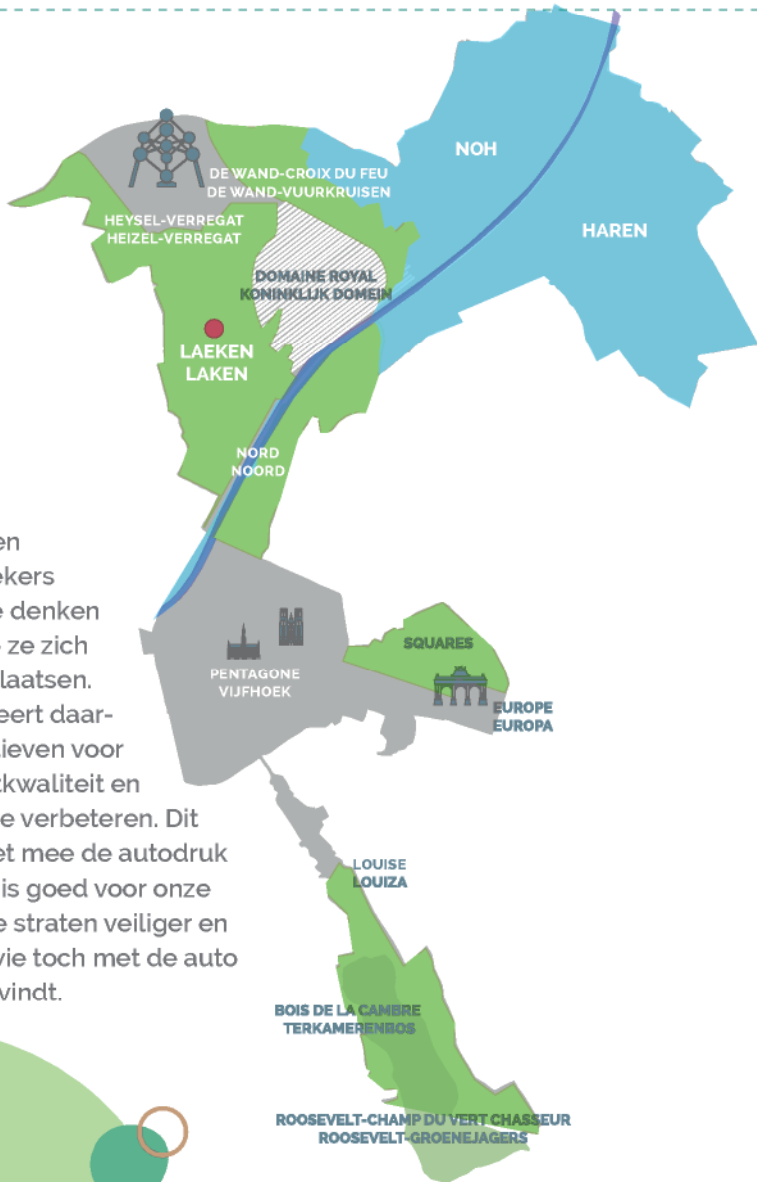 NOH
HAREN
DE WAND-CROIX DU FEU
DE WAND-VUURKRUISEN
HEYSEL-VERREGAT
HEIZEL-VERREGAT
DOMAINE ROYAL
KONINKLIJK DOMEIN
LAEKEN
LAKEN
NORD
NOORD
en
ekers
e denken
ze zich
laatsen.
eert daar-
tieven voor
tkwaliteit en
e verbeteren. Dit
et mee de autodruk
is goed voor onze
e straten veiliger en
vie toch met de auto
vindt.
SQUARES
PENTAGONE
VIJFHOEK
EUROPE
EUROPA
LOUISE
LOUIZA
BOIS DE LA CAMBRE
TERKAMERENBOS
ROOSEVELT-CHAMP DU VERT CHASSEUR
ROOSEVELT-GROENEJAGERS